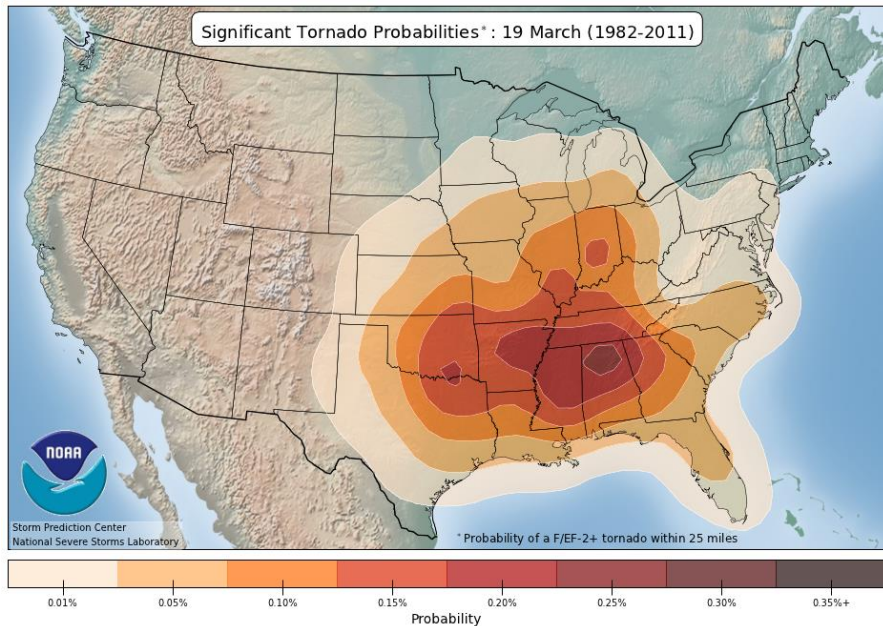 Significant Tornado Probabilities*: 19 March (1982-2011)
NOAA
Storm Prediction Center
National Severe Storms Laboratory
*Probability of a F/EF-2+ tornado within 25 miles
0.01% 0.05% 0.10% 0.15% 0.20% 0.25% 0.30% 0.35%+
Probability